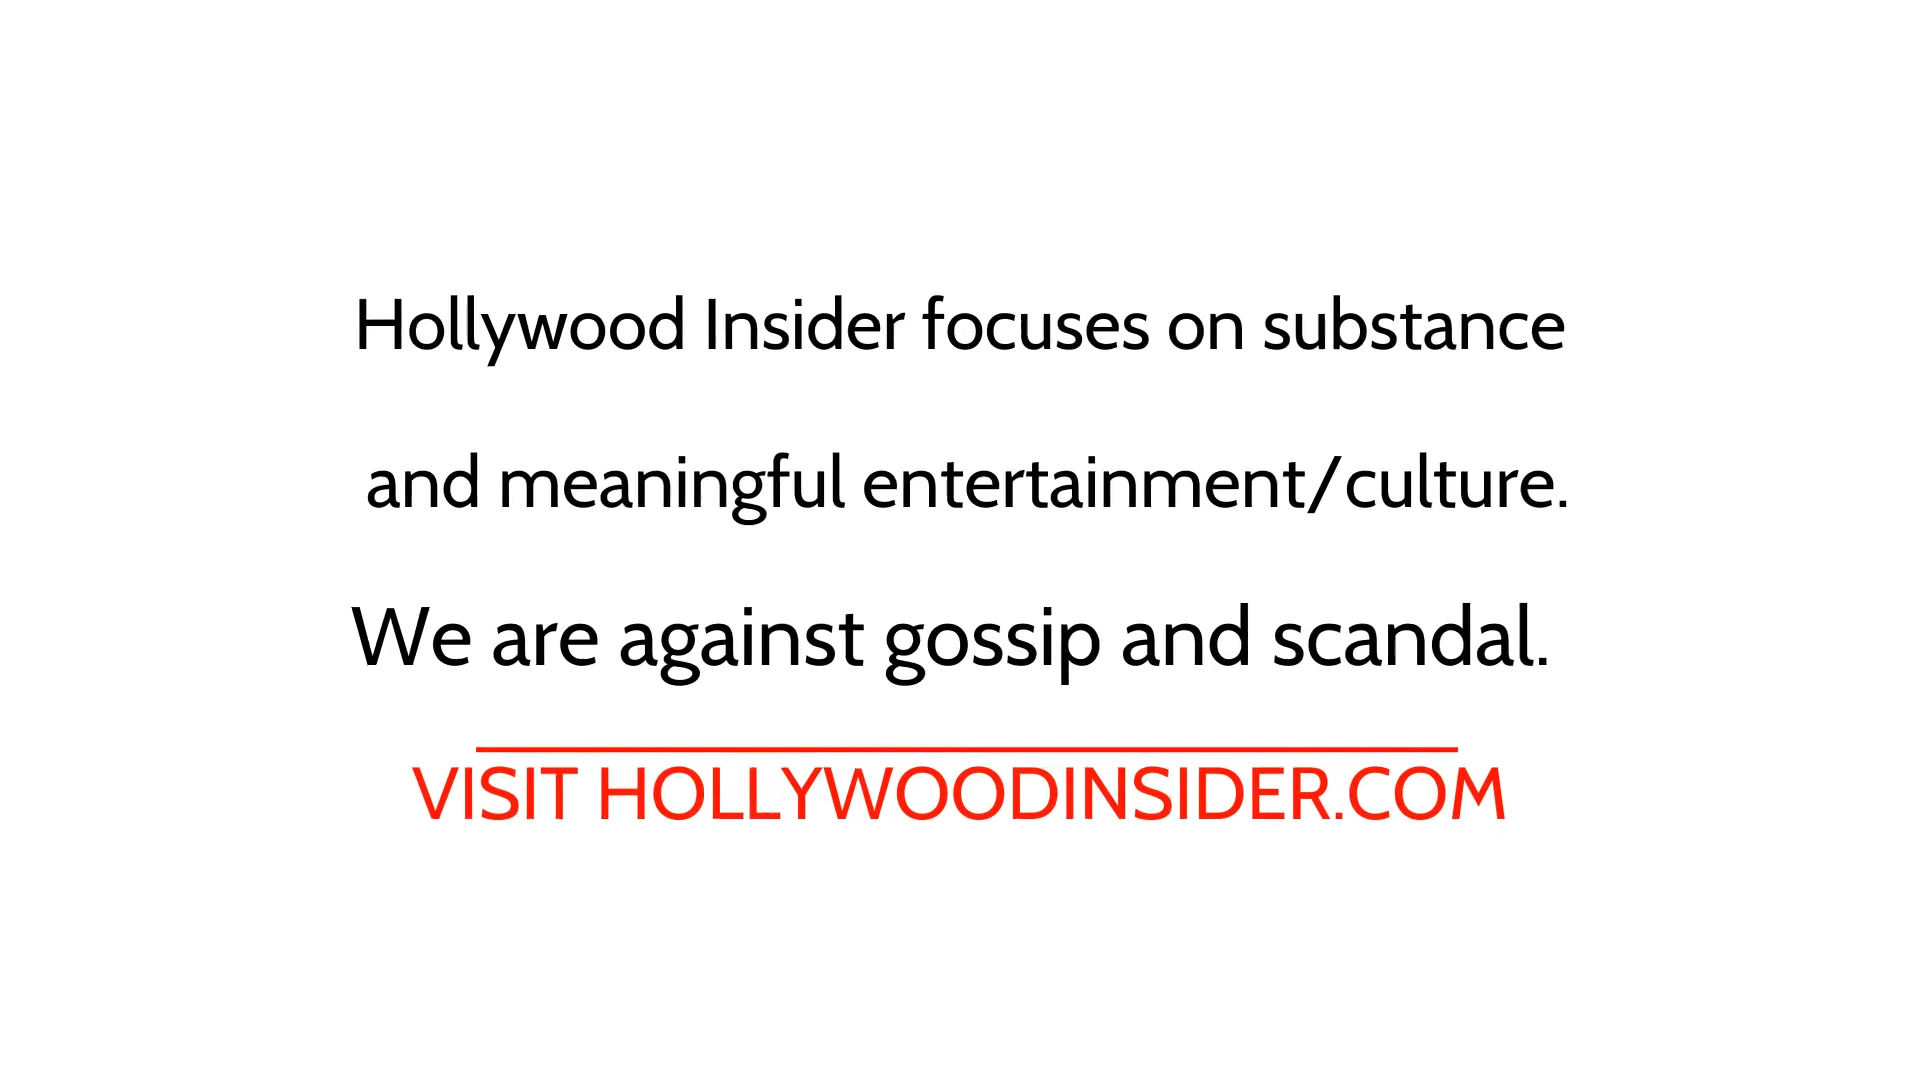 Hollywood Insider focuses on substance
and meaningful entertainment/culture.
We are against gossip and scandal.
VISIT HOLLYWOODINSIDER.COM